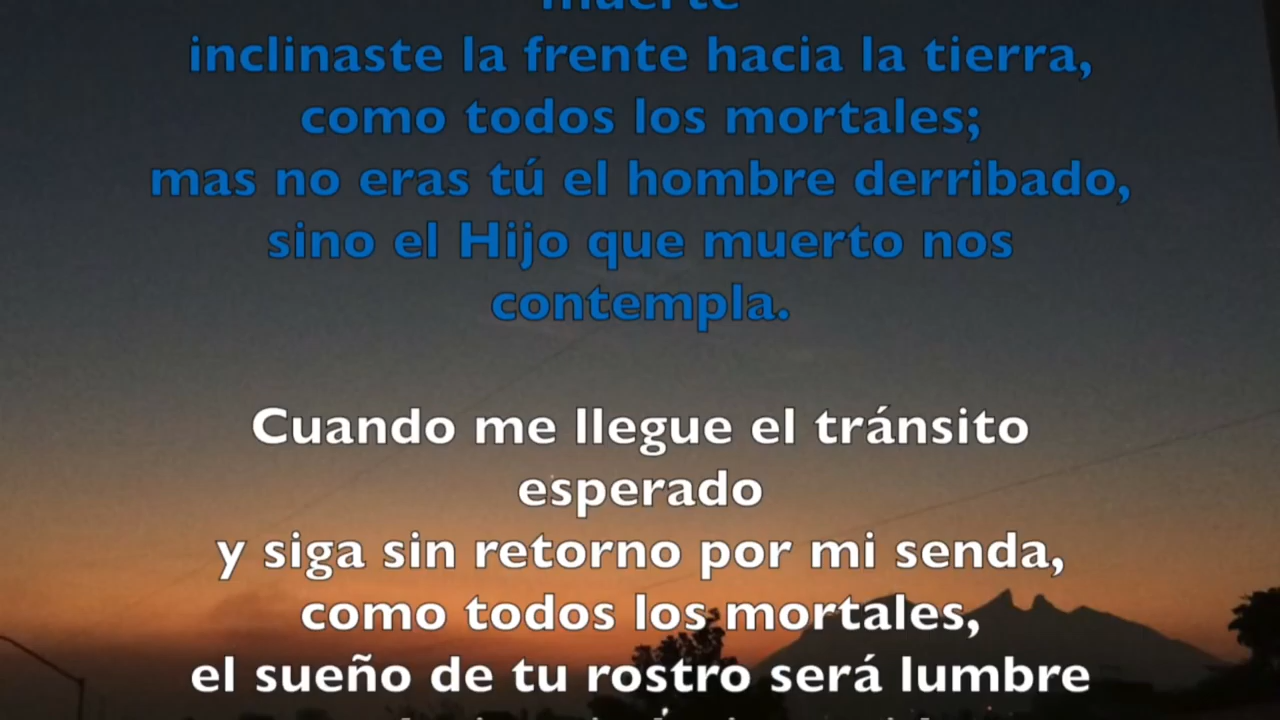 muerte
inclinaste la frente hacia la tierra,
como todos los mortales;
mas no eras tú el hombre derribado,
sino el Hijo que muerto nos
contempla.
Cuando me llegue el tránsito
esperado
y siga sin retorno por mi senda,
como todos los mortales,
el sueño de tu rostro será lumbre